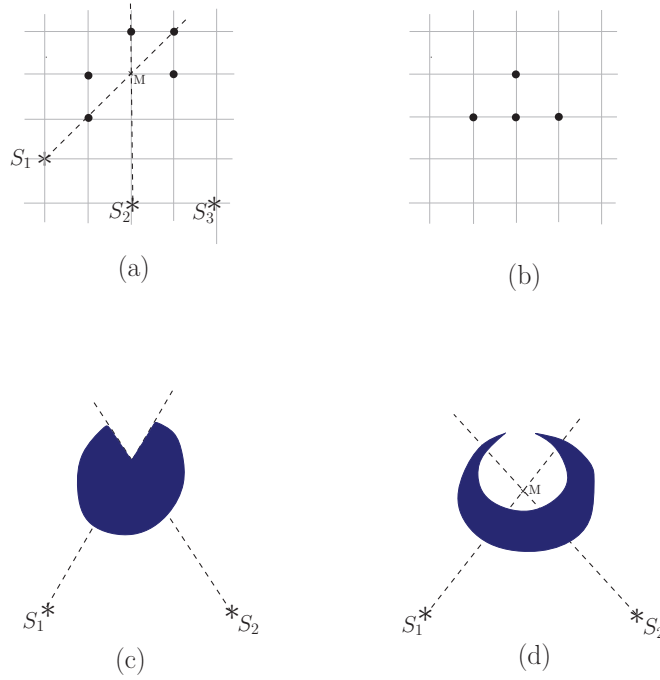 M
S₁
S₂ S₃
(a) (b)
M
S₁ S₂ S₁ S₂
(c) (d)